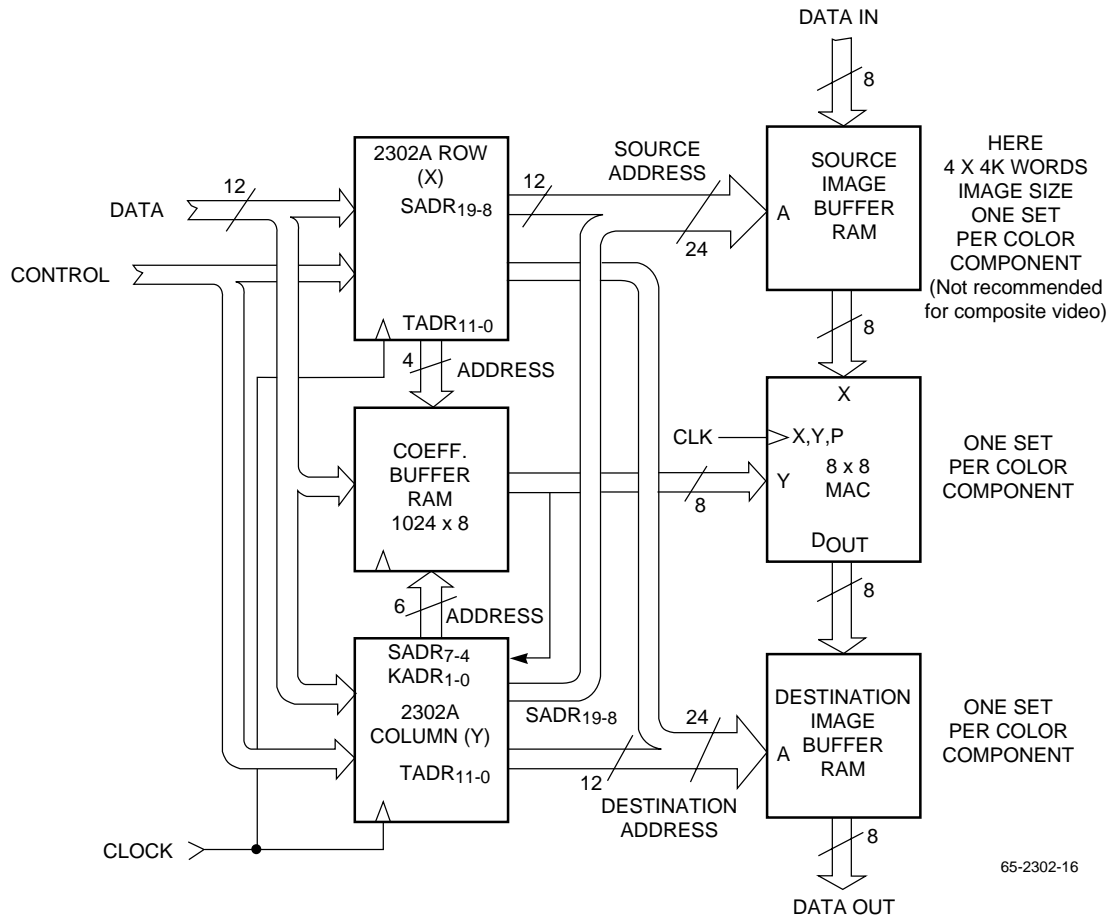 DATA IN
8
2302A ROW
(X)
SADR19-8
TADR11-0
12
DATA
CONTROL
12
SOURCE
ADDRESS
24
A
SOURCE
IMAGE
BUFFER
RAM
HERE
4 X 4K WORDS
IMAGE SIZE
ONE SET
PER COLOR
COMPONENT
(Not recommended
for composite video)
8
4
ADDRESS
COEFF.
BUFFER
RAM
1024 x 8
8
CLK
X
X,Y,P
Y
8 x 8
MAC
DOUT
ONE SET
PER COLOR
COMPONENT
6
ADDRESS
8
SADR7-4
KADR1-0
2302A
COLUMN (Y)
TADR11-0
SADR19-8
12
24
DESTINATION
ADDRESS
DESTINATION
IMAGE
BUFFER
RAM
A
ONE SET
PER COLOR
COMPONENT
CLOCK
8
DATA OUT
65-2302-16